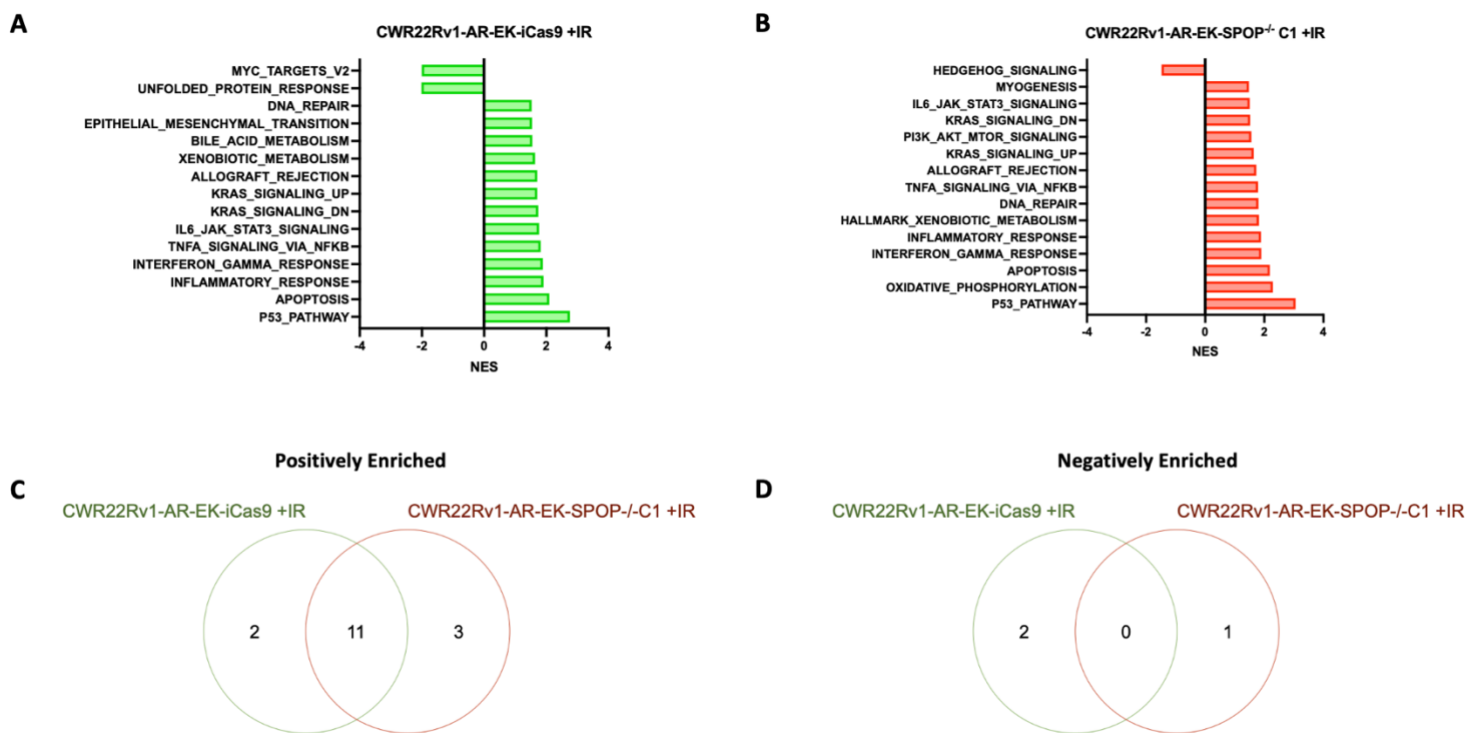 A
CWR22Rv1-AR-EK-iCas9 +IR
MYC_TARGETS_V2
UNFOLDED_PROTEIN_RESPONSE
DNA_REPAIR
EPITHELIAL_MESENCHYMAL_TRANSITION
BILE_ACID_METABOLISM
XENOBIOTIC_METABOLISM
ALLOGRAFT_REJECTION
KRAS_SIGNALING_UP
KRAS_SIGNALING_DN
IL6_JAK_STAT3_SIGNALING
TNFA_SIGNALING_VIA_NFKB
INTERFERON_GAMMA_RESPONSE
INFLAMMATORY_RESPONSE
APOPTOSIS
P53_PATHWAY
-4 -2 0 2 4
NES
B
CWR22Rv1-AR-EK-SPOP-/- C1 +IR
HEDGEHOG_SIGNALING
MYOGENESIS
IL6_JAK_STAT3_SIGNALING
KRAS_SIGNALING_DN
PI3K_AKT_MTOR_SIGNALING
KRAS_SIGNALING_UP
ALLOGRAFT_REJECTION
TNFA_SIGNALING_VIA_NFKB
DNA_REPAIR
HALLMARK_XENOBIOTIC_METABOLISM
INFLAMMATORY_RESPONSE
INTERFERON_GAMMA_RESPONSE
APOPTOSIS
OXIDATIVE_PHOSPHORYLATION
P53_PATHWAY
-4 -2 0 2 4
NES
Positively Enriched
C
CWR22Rv1-AR-EK-iCas9 +IR
CWR22Rv1-AR-EK-SPOP-/-C1 +IR
2 11 3
Negatively Enriched
D
CWR22Rv1-AR-EK-iCas9 +IR
CWR22Rv1-AR-EK-SPOP-/-C1 +IR
2 0 1